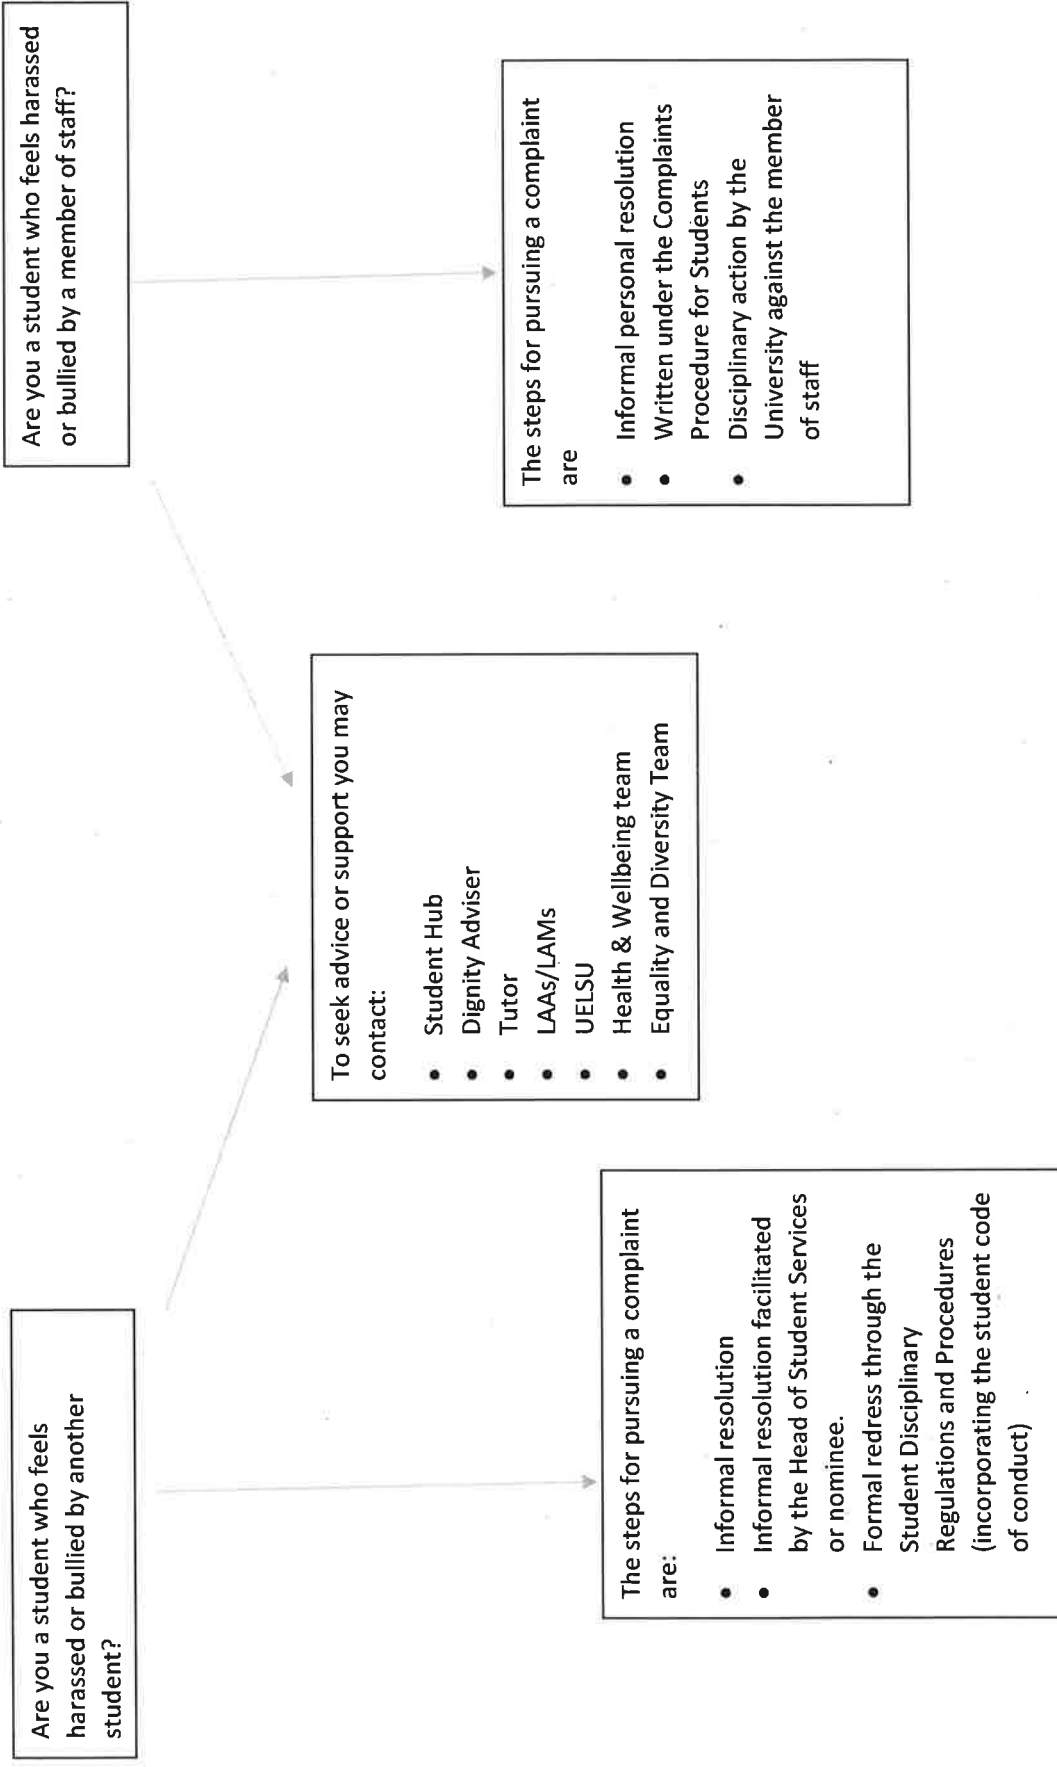 Are you a student who feels
harassed or bullied by another
student?
Are you a student who feels harassed
or bullied by a member of staff?
To seek advice or support you may
contact:
• Student Hub
• Dignity Adviser
• Tutor
• LAAs/LAMs
• UELSU
• Health & Wellbeing team
• Equality and Diversity Team
The steps for pursuing a complaint
are:
• Informal resolution
• Informal resolution facilitated
by the Head of Student Services
or nominee.
• Formal redress through the
Student Disciplinary
Regulations and Procedures
(incorporating the student code
of conduct)
The steps for pursuing a complaint
are
• Informal personal resolution
• Written under the Complaints
Procedure for Students
• Disciplinary action by the
University against the member
of staff